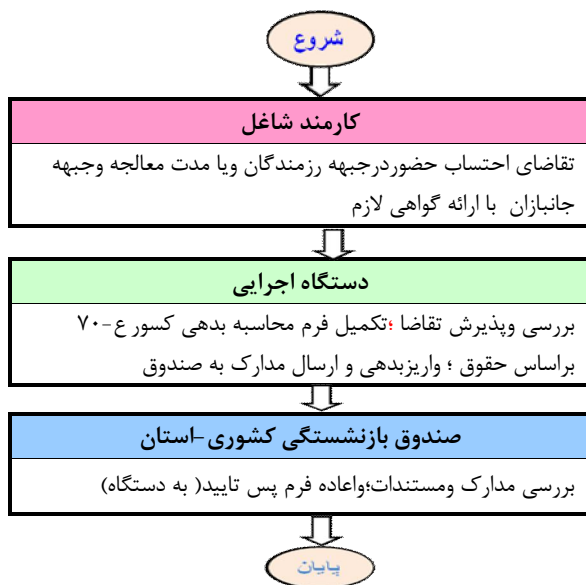 شروع
کارمند شاغل
تقاضای احتساب حضوردرجبهه رزمندگان ویا مدت معالجه وجبهه
جانبازان با ارائه گواهی لازم
دستگاه اجرایی
بررسی وپذیرش تقاضا ؛تکمیل فرم محاسبه بدهی کسور ع-۷۰
براساس حقوق ؛ واریزبدهی و ارسال مدارک به صندوق
صندوق بازنشستگی کشوری-استان
بررسی مدارک ومستندات؛واعاده فرم پس تایید( به دستگاه)
پایان